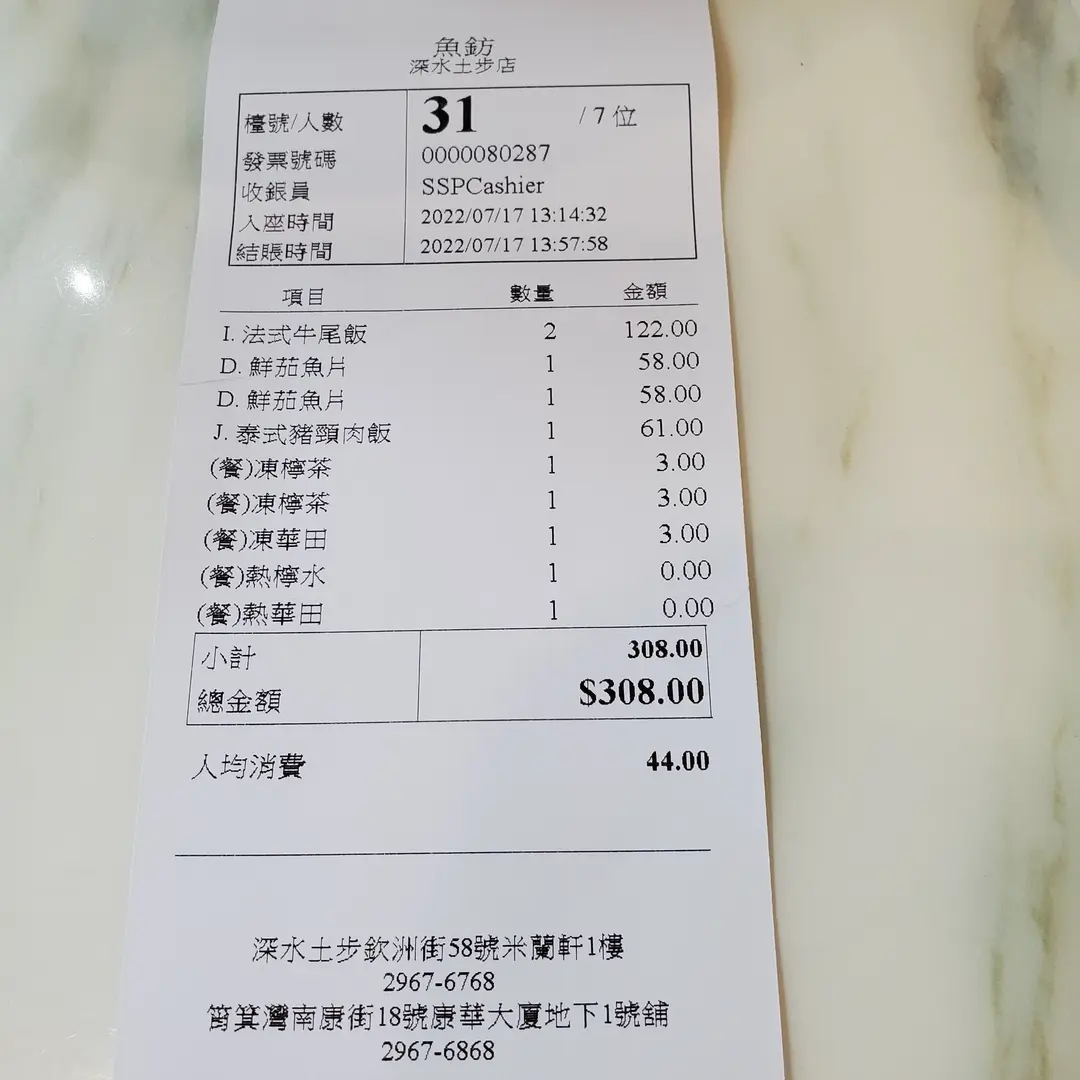 魚鈁
深水土步店
檯號/人數 31 / 7 位
發票號碼 0000080287
收銀員 SSPCashier
入座時間 2022/07/17 13:14:32
結賬時間 2022/07/17 13:57:58
項目 數量 金額
I. 法式牛尾飯 2 122.00
D. 鮮茄魚片 1 58.00
D. 鮮茄魚片 1 58.00
J. 泰式豬頸肉飯 1 61.00
(餐)凍檸茶 1 3.00
(餐)凍檸茶 1 3.00
(餐)凍華田 1 3.00
(餐)熱檸水 1 0.00
(餐)熱華田 1 0.00
小計 308.00
總金額 $308.00
人均消費 44.00
深水土步欽洲街58號米蘭軒1樓
2967-6768
筲箕灣南康街18號康華大廈地下1號舖
2967-6868